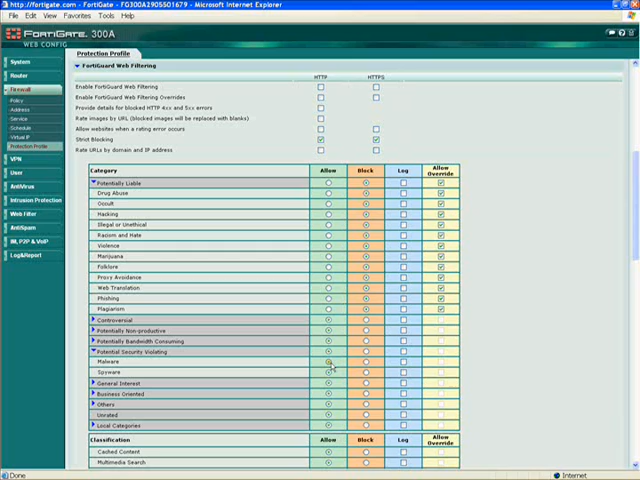 http://fortigate.com/ - FortiGate - FG300A2905501679 - Microsoft Internet Explorer
File Edit View Favorites Tools Help
FortiGate 300A
WEB CONFIG
System
Router
Firewall
Policy
Address
Service
Schedule
Virtual IP
Protection Profile
VPN
User
AntiVirus
Intrusion Protection
Web Filter
AntiSpam
IM, P2P & VoIP
Log&Report
Protection Profile
FortiGuard Web Filtering
HTTP HTTPS
Enable FortiGuard Web Filtering
Enable FortiGuard Web Filtering Overrides
Provide details for blocked HTTP 4xx and 5xx errors
Rate images by URL (blocked images will be replaced with blanks)
Allow websites when a rating error occurs
Strict Blocking
Rate URLs by domain and IP address
Category Allow Block Log Allow Override
Potentially Liable
Drug Abuse
Occult
Hacking
Illegal or Unethical
Racism and Hate
Violence
Marijuana
Folklore
Proxy Avoidance
Web Translation
Phishing
Plagiarism
Controversial
Potentially Non-productive
Potentially Bandwidth Consuming
Potential Security Violating
Malware
Spyware
General Interest
Business Oriented
Others
Unrated
Local Categories
Classification Allow Block Log Allow Override
Cached Content
Multimedia Search
Done Internet